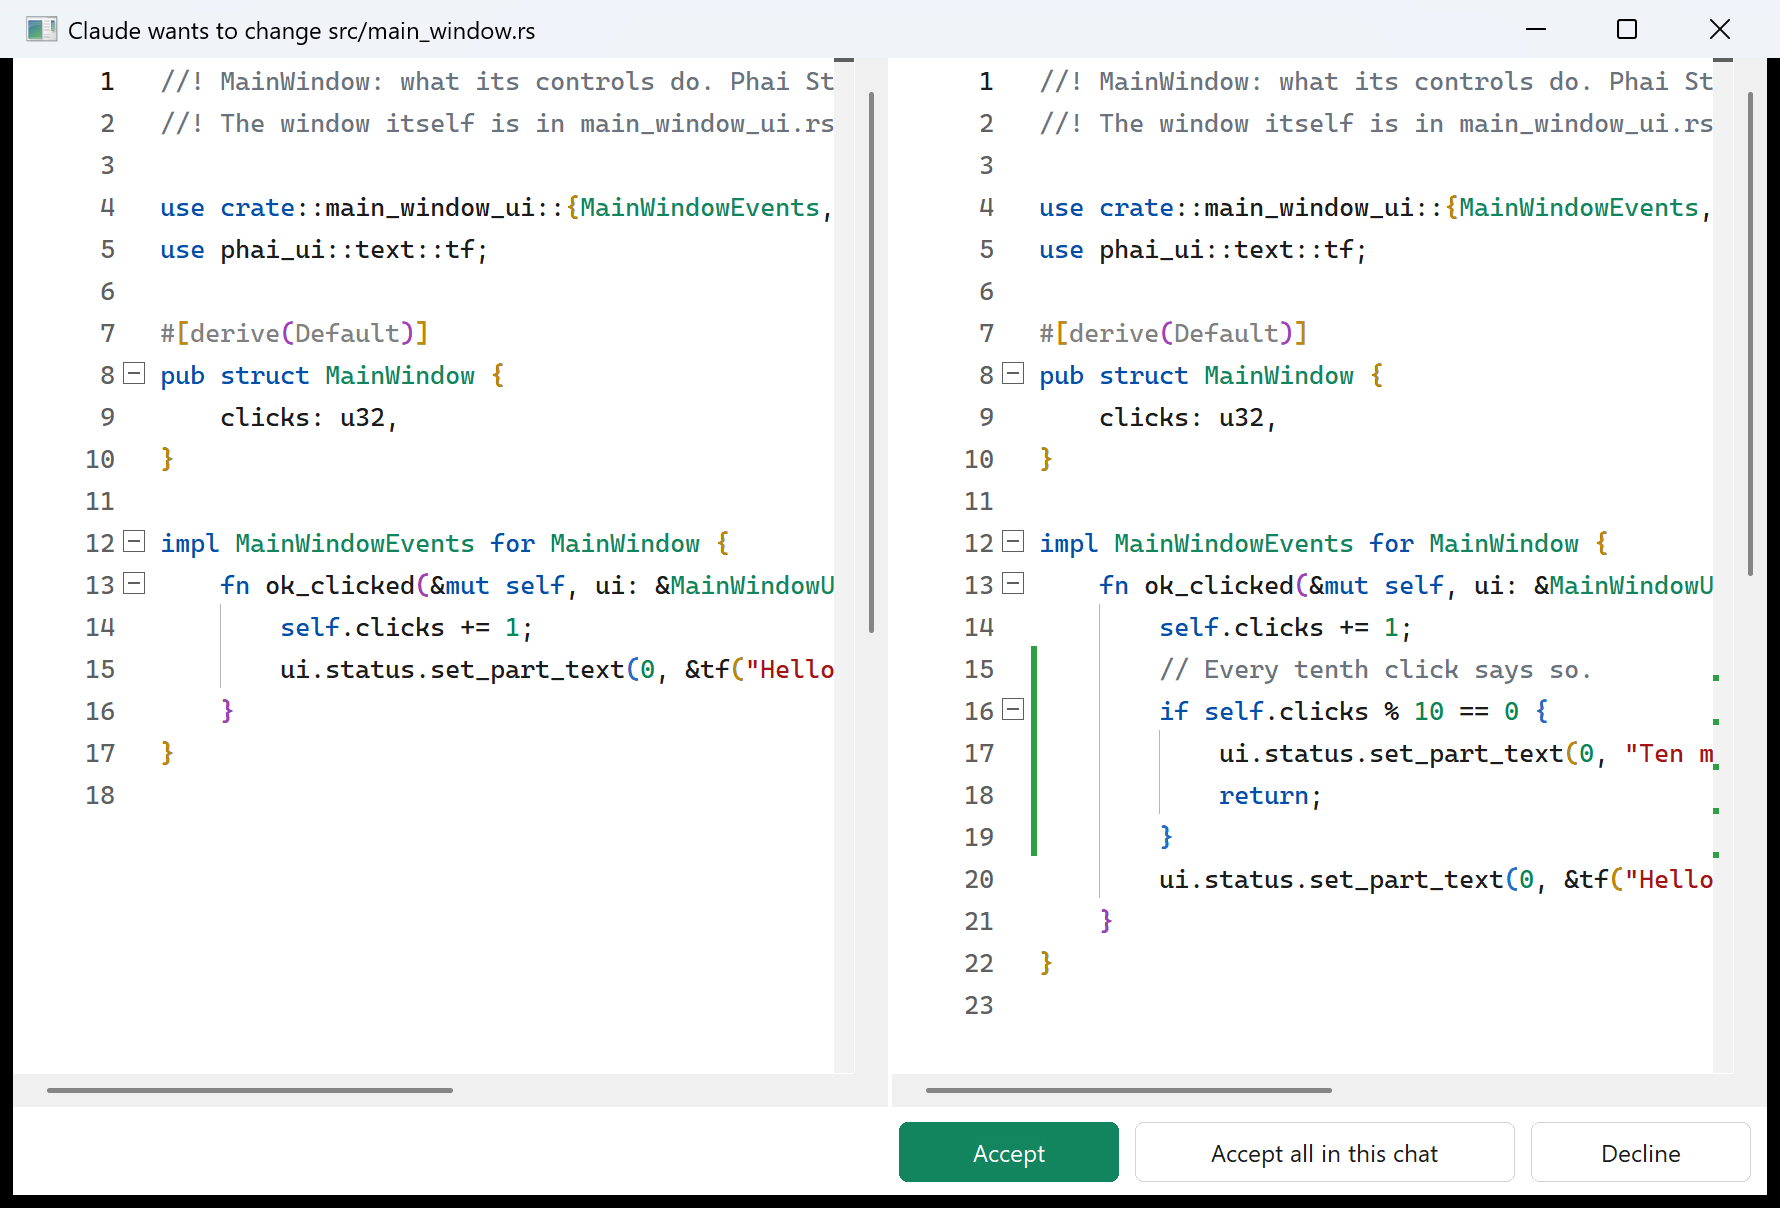 Claude wants to change src/main_window.rs
1 //! MainWindow: what its controls do. Phai St
2 //! The window itself is in main_window_ui.rs
3
4 use crate::main_window_ui::{MainWindowEvents,
5 use phai_ui::text::tf;
6
7 #[derive(Default)]
8 pub struct MainWindow {
9     clicks: u32,
10 }
11
12 impl MainWindowEvents for MainWindow {
13     fn ok_clicked(&mut self, ui: &MainWindowU
14         self.clicks += 1;
15         ui.status.set_part_text(0, &tf("Hello
16     }
17 }
18
1 //! MainWindow: what its controls do. Phai St
2 //! The window itself is in main_window_ui.rs
3
4 use crate::main_window_ui::{MainWindowEvents,
5 use phai_ui::text::tf;
6
7 #[derive(Default)]
8 pub struct MainWindow {
9     clicks: u32,
10 }
11
12 impl MainWindowEvents for MainWindow {
13     fn ok_clicked(&mut self, ui: &MainWindowU
14         self.clicks += 1;
15         // Every tenth click says so.
16         if self.clicks % 10 == 0 {
17             ui.status.set_part_text(0, "Ten m
18             return;
19         }
20         ui.status.set_part_text(0, &tf("Hello
21     }
22 }
23
Accept
Accept all in this chat
Decline